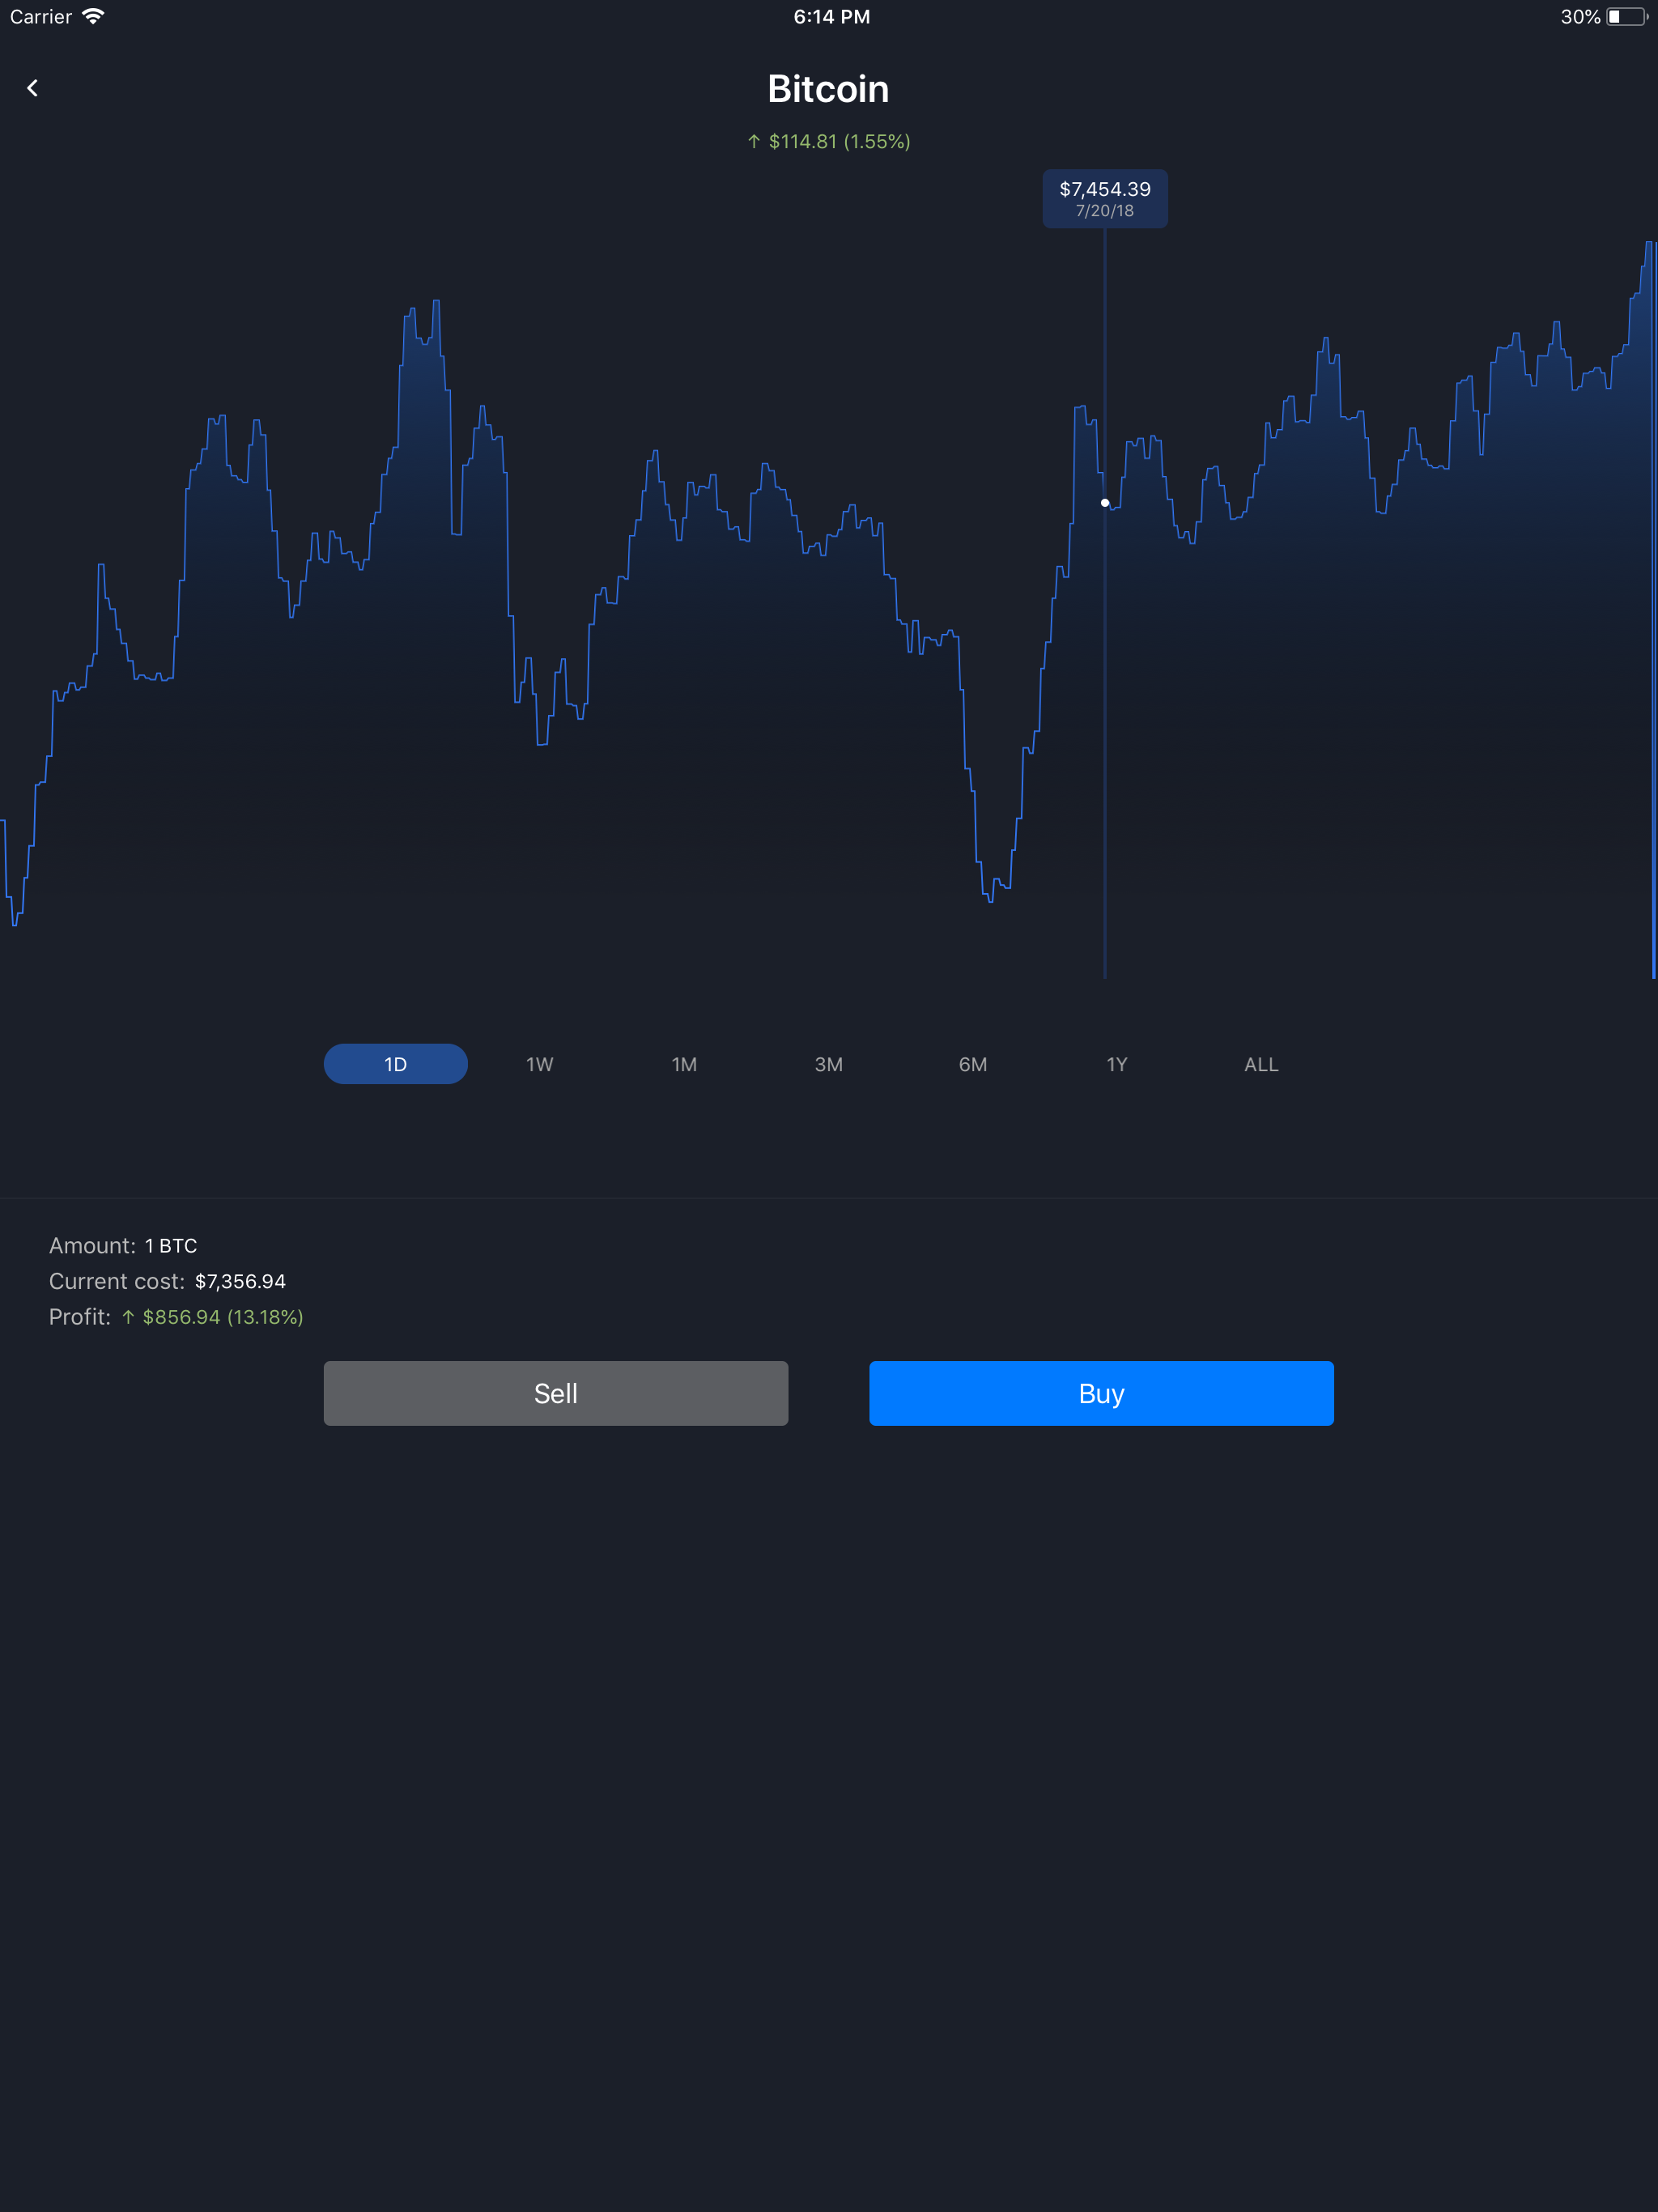 Carrier 6:14 PM 30%
Bitcoin
↑ $114.81 (1.55%)
$7,454.39
7/20/18
1D 1W 1M 3M 6M 1Y ALL
Amount: 1 BTC
Current cost: $7,356.94
Profit: ↑ $856.94 (13.18%)
Sell Buy